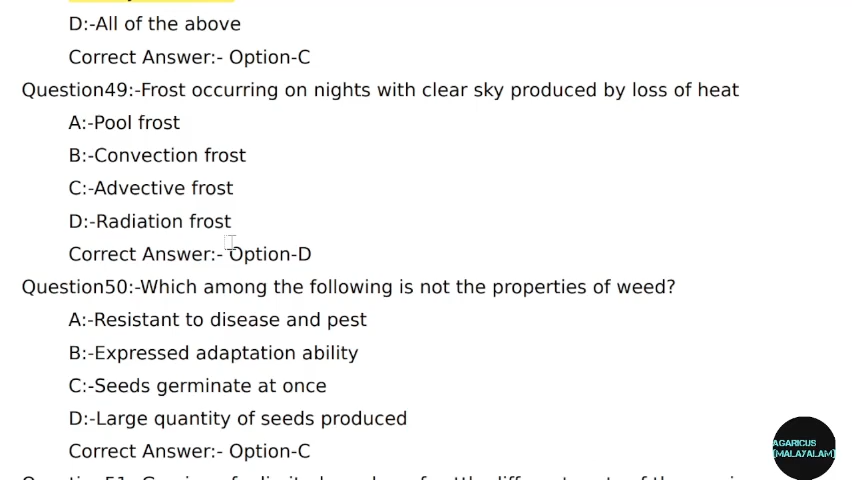 D:-All of the above
Correct Answer:- Option-C
Question49:-Frost occurring on nights with clear sky produced by loss of heat
A:-Pool frost
B:-Convection frost
C:-Advective frost
D:-Radiation frost
Correct Answer:- Option-D
Question50:-Which among the following is not the properties of weed?
A:-Resistant to disease and pest
B:-Expressed adaptation ability
C:-Seeds germinate at once
D:-Large quantity of seeds produced
Correct Answer:- Option-C
AGARICUS
(MALAYALAM)